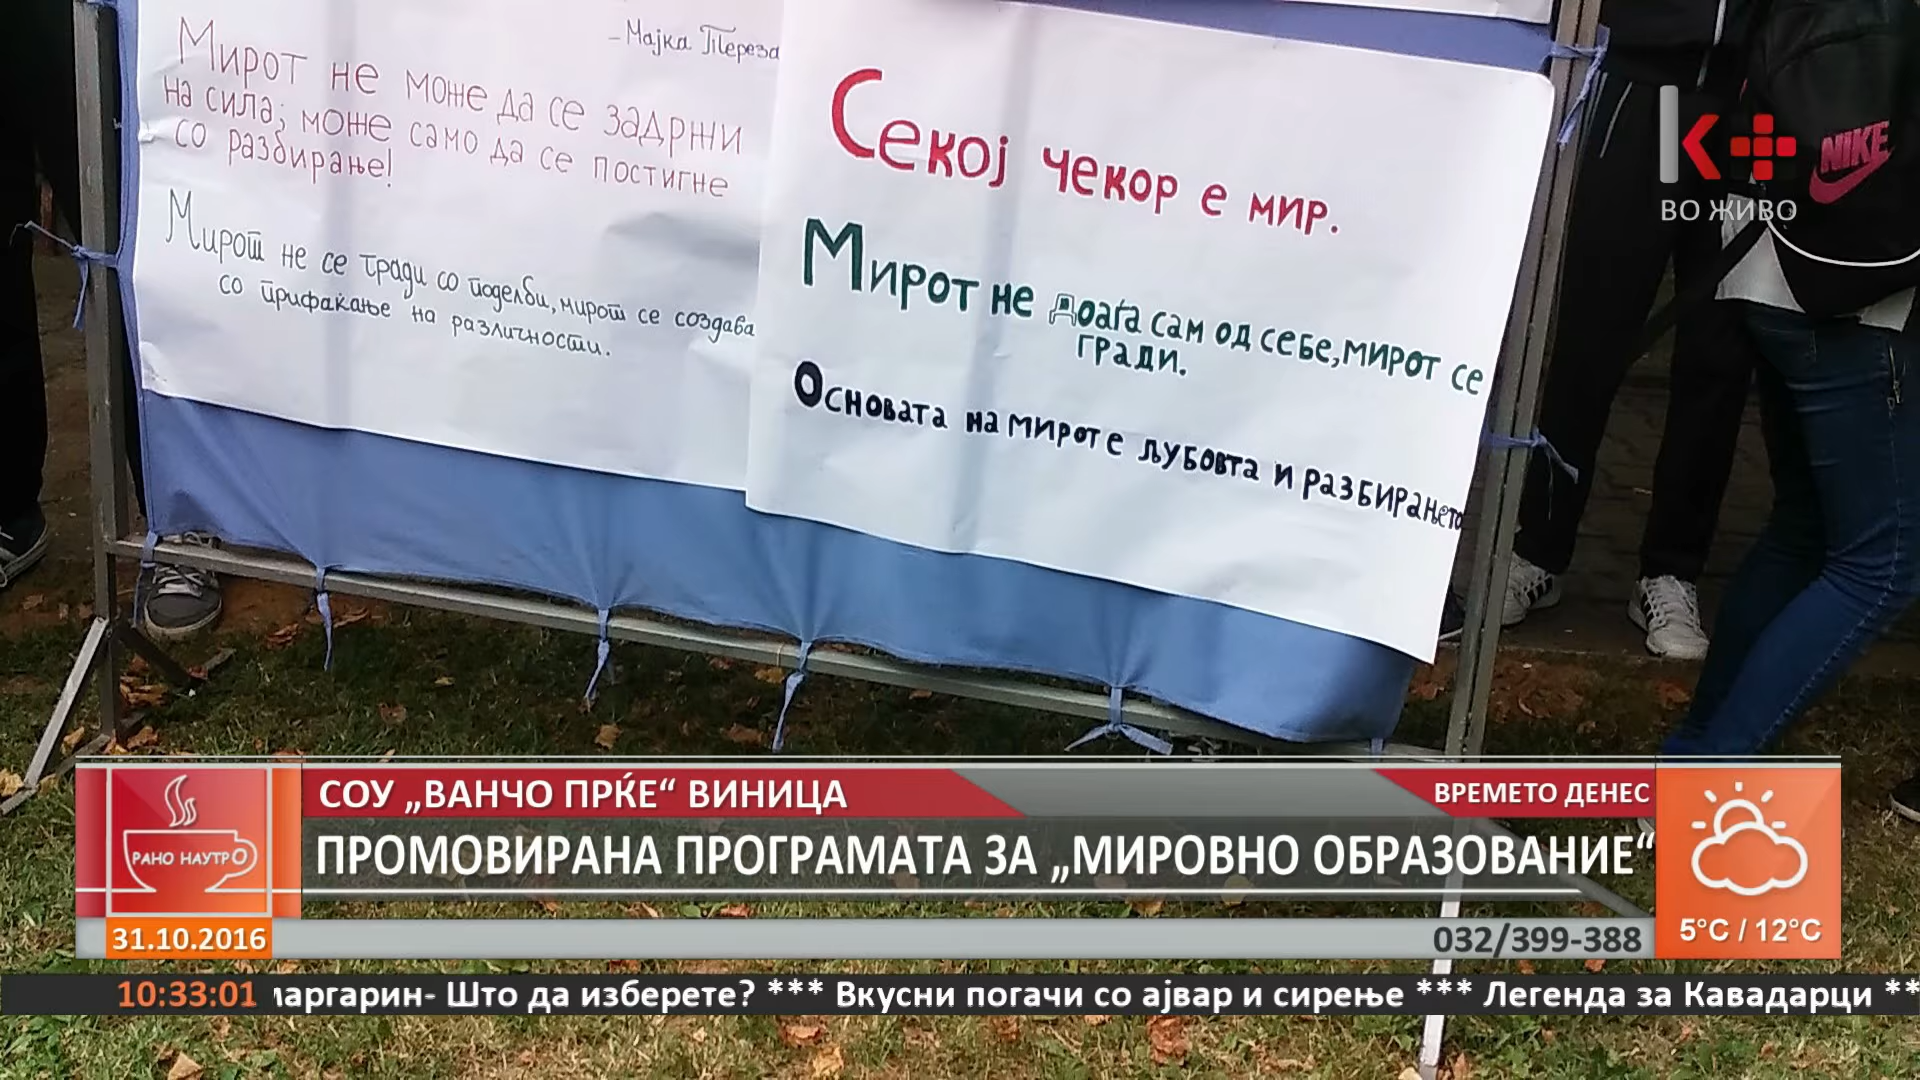 – Мајка Тереза
Мирот не може да се задржи
на сила; може само да се постигне
со разбирање!
Мирот не се гради со поделби, мирот се создава
со прифаќање на различности.
Секој чекор е мир.
Мирот не доаѓа сам од себе, мирот се
гради.
Основата на мирот е љубовта и разбирањето
K+
ВО ЖИВО
NIKE
СОУ „ВАНЧО ПРЌЕ“ ВИНИЦА
ВРЕМЕТО ДЕНЕС
РАНО НАУТРО
ПРОМОВИРАНА ПРОГРАМАТА ЗА „МИРОВНО ОБРАЗОВАНИЕ“
31.10.2016
032/399-388
5°C / 12°C
10:33:01 маргарин- Што да изберете? *** Вкусни погачи со ајвар и сирење *** Легенда за Кавадарци **